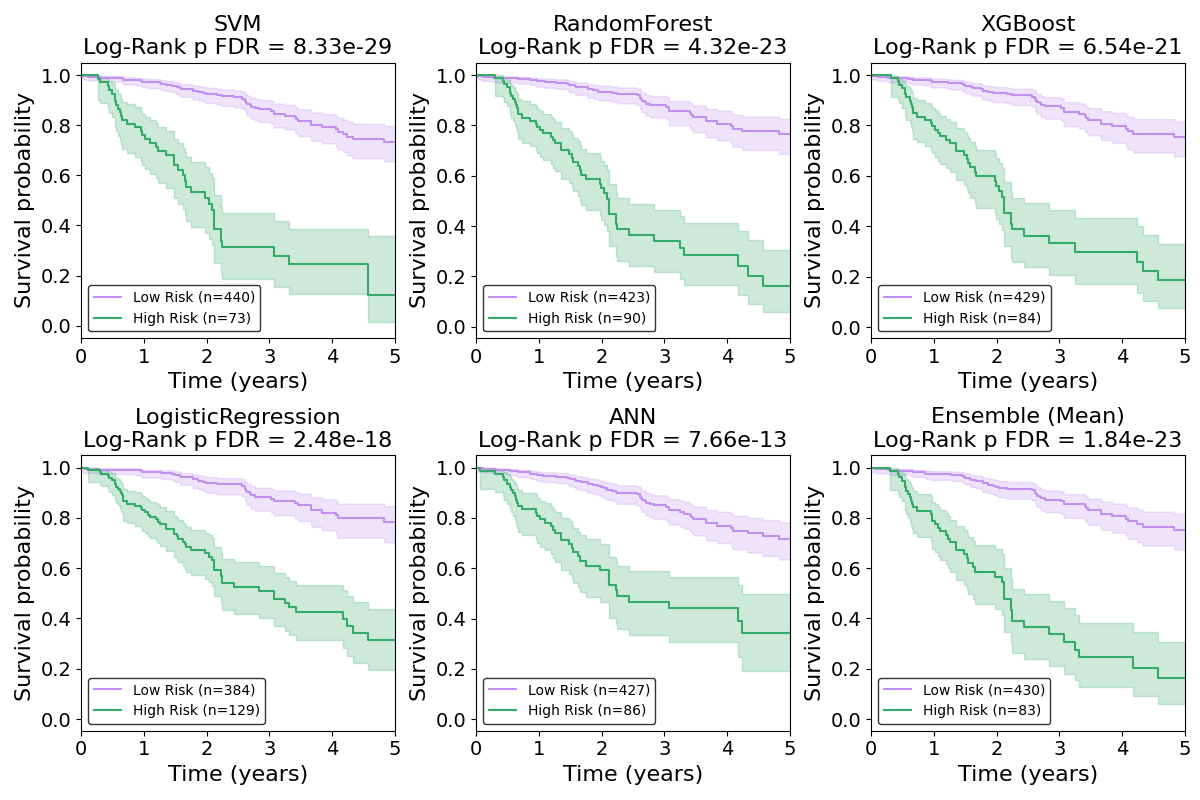 SVM
Log-Rank p FDR = 8.33e-29
Survival probability
1.0
0.8
0.6
0.4
0.2
0.0
Low Risk (n=440)
High Risk (n=73)
0 1 2 3 4 5
Time (years)
RandomForest
Log-Rank p FDR = 4.32e-23
Survival probability
1.0
0.8
0.6
0.4
0.2
0.0
Low Risk (n=423)
High Risk (n=90)
0 1 2 3 4 5
Time (years)
XGBoost
Log-Rank p FDR = 6.54e-21
Survival probability
1.0
0.8
0.6
0.4
0.2
0.0
Low Risk (n=429)
High Risk (n=84)
0 1 2 3 4 5
Time (years)
LogisticRegression
Log-Rank p FDR = 2.48e-18
Survival probability
1.0
0.8
0.6
0.4
0.2
0.0
Low Risk (n=384)
High Risk (n=129)
0 1 2 3 4 5
Time (years)
ANN
Log-Rank p FDR = 7.66e-13
Survival probability
1.0
0.8
0.6
0.4
0.2
0.0
Low Risk (n=427)
High Risk (n=86)
0 1 2 3 4 5
Time (years)
Ensemble (Mean)
Log-Rank p FDR = 1.84e-23
Survival probability
1.0
0.8
0.6
0.4
0.2
0.0
Low Risk (n=430)
High Risk (n=83)
0 1 2 3 4 5
Time (years)